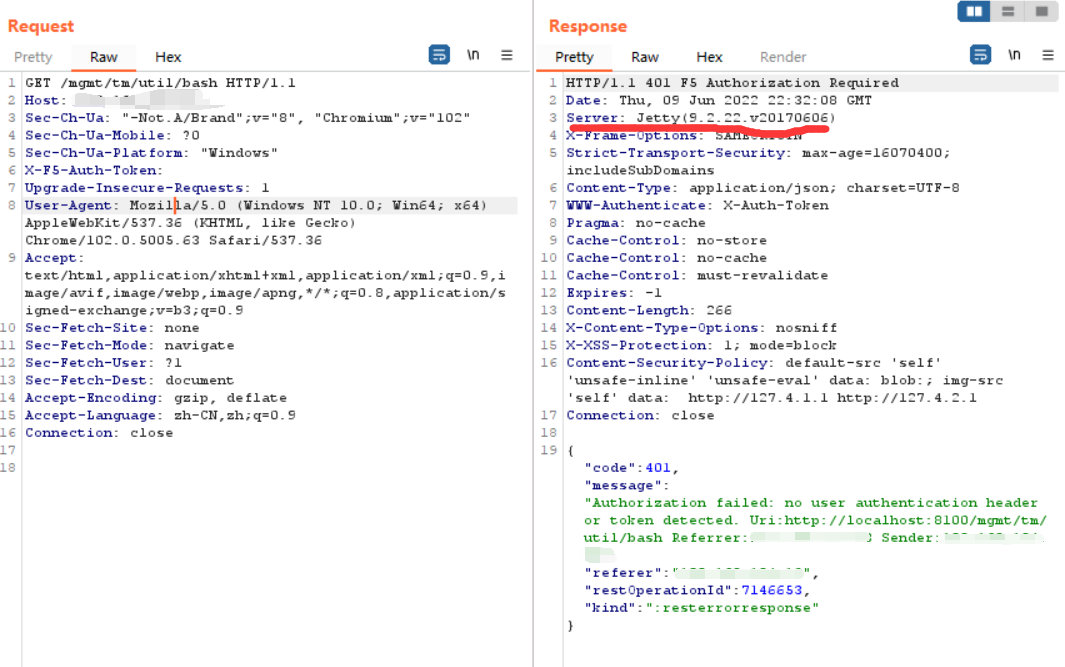 Request
Pretty Raw Hex \n
1 GET /mgmt/tm/util/bash HTTP/1.1
2 Host:
3 Sec-Ch-Ua: "-Not.A/Brand";v="8", "Chromium";v="102"
4 Sec-Ch-Ua-Mobile: ?0
5 Sec-Ch-Ua-Platform: "Windows"
6 X-F5-Auth-Token:
7 Upgrade-Insecure-Requests: 1
8 User-Agent: Mozilla/5.0 (Windows NT 10.0; Win64; x64)
AppleWebKit/537.36 (KHTML, like Gecko)
Chrome/102.0.5005.63 Safari/537.36
9 Accept:
text/html,application/xhtml+xml,application/xml;q=0.9,i
mage/avif,image/webp,image/apng,*/*;q=0.8,application/s
igned-exchange;v=b3;q=0.9
10 Sec-Fetch-Site: none
11 Sec-Fetch-Mode: navigate
12 Sec-Fetch-User: ?1
13 Sec-Fetch-Dest: document
14 Accept-Encoding: gzip, deflate
15 Accept-Language: zh-CN,zh;q=0.9
16 Connection: close
17
18
Response
Pretty Raw Hex Render \n
1 HTTP/1.1 401 F5 Authorization Required
2 Date: Thu, 09 Jun 2022 22:32:08 GMT
3 Server: Jetty(9.2.22.v20170606)
4 X-Frame-Options: SAMEORIGIN
5 Strict-Transport-Security: max-age=16070400;
includeSubDomains
6 Content-Type: application/json; charset=UTF-8
7 WWW-Authenticate: X-Auth-Token
8 Pragma: no-cache
9 Cache-Control: no-store
10 Cache-Control: no-cache
11 Cache-Control: must-revalidate
12 Expires: -1
13 Content-Length: 266
14 X-Content-Type-Options: nosniff
15 X-XSS-Protection: 1; mode=block
16 Content-Security-Policy: default-src 'self'
'unsafe-inline' 'unsafe-eval' data: blob:; img-src
'self' data: http://127.4.1.1 http://127.4.2.1
17 Connection: close
18
19 {
"code":401,
"message":
"Authorization failed: no user authentication header
or token detected. Uri:http://localhost:8100/mgmt/tm/
util/bash Referrer: Sender:
"referer":"",
"restOperationId":7146653,
"kind":":resterrorresponse"
}